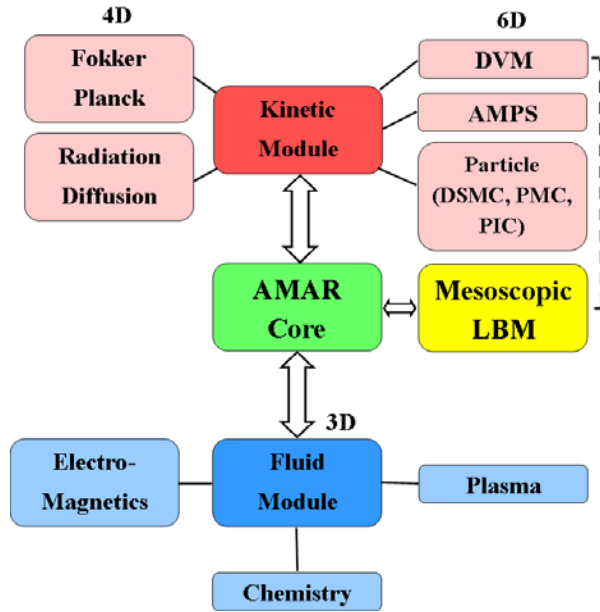 4D
6D
Fokker
Planck
Radiation
Diffusion
Kinetic
Module
DVM
AMPS
Particle
(DSMC, PMC,
PIC)
AMAR
Core
Mesoscopic
LBM
3D
Electro-
Magnetics
Fluid
Module
Plasma
Chemistry